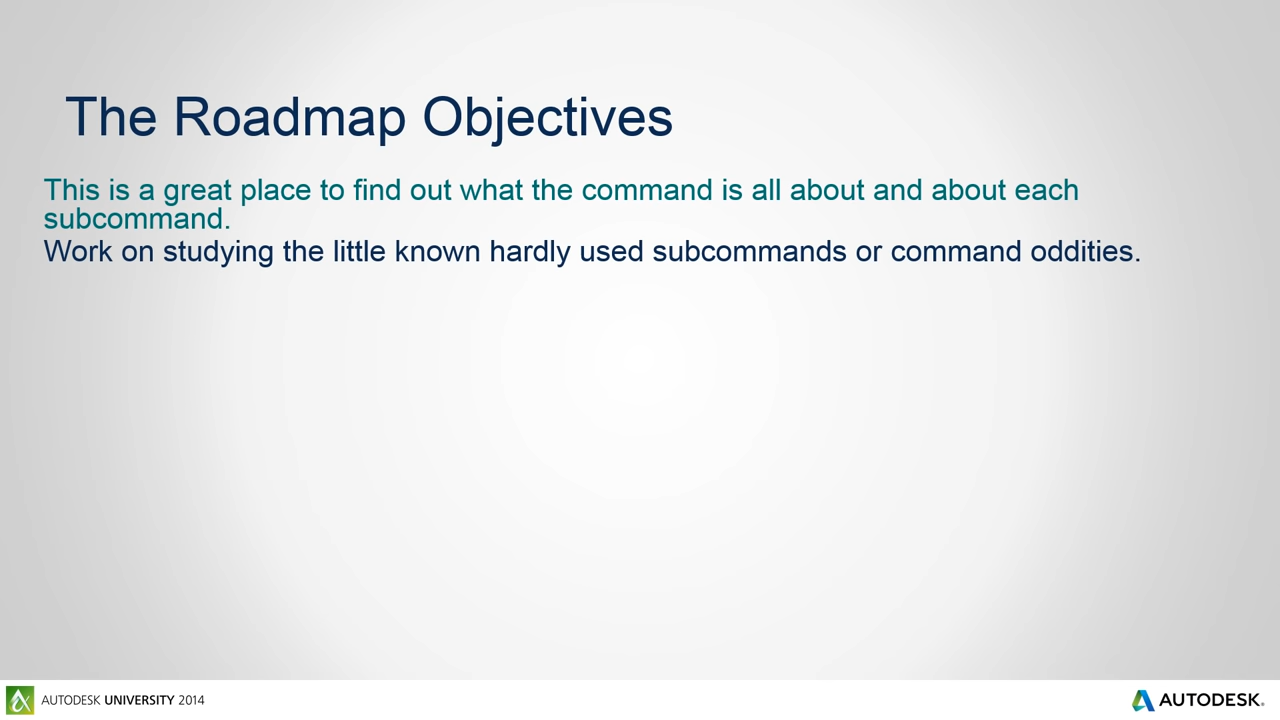 The Roadmap Objectives
This is a great place to find out what the command is all about and about each
subcommand.
Work on studying the little known hardly used subcommands or command oddities.
AUTODESK UNIVERSITY 2014
AUTODESK®